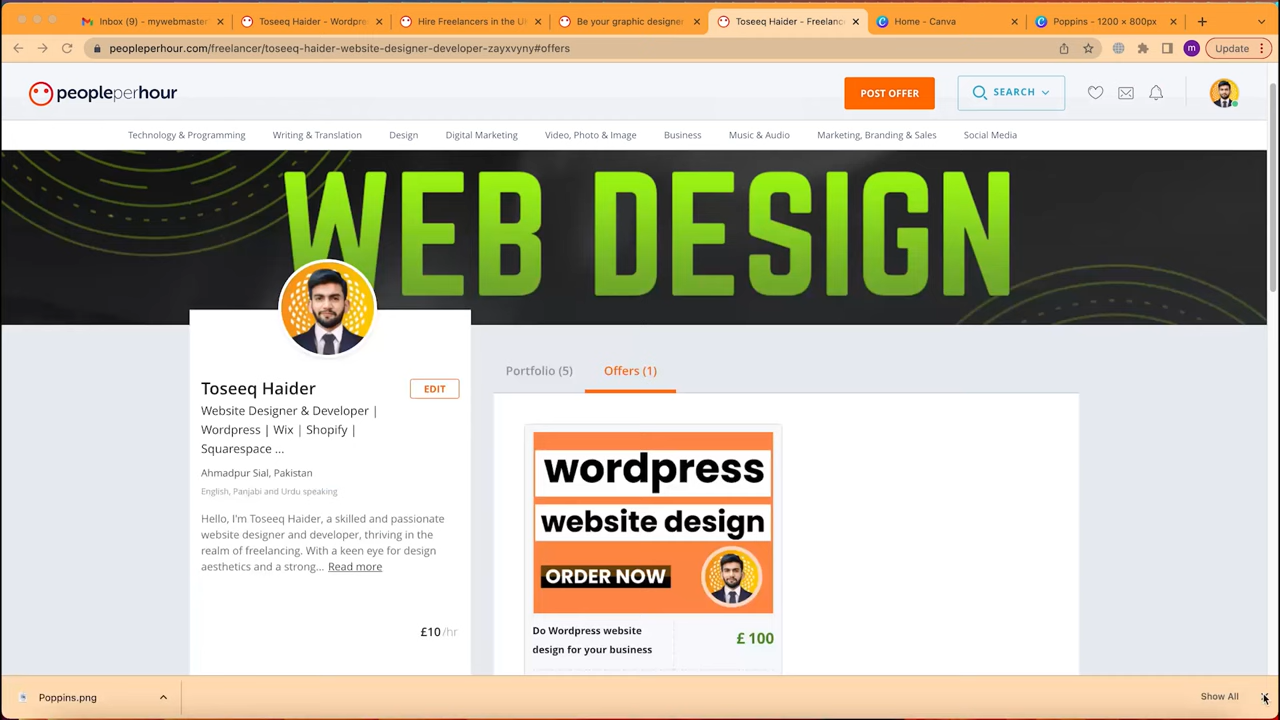 Inbox (9) - mywebmaster
Toseeq Haider - Wordpre
Hire Freelancers in the U
Be your graphic designer
Toseeq Haider - Freelanc
Home - Canva
Poppins - 1200 × 800px
peopleperhour.com/freelancer/toseeq-haider-website-designer-developer-zayxvyny#offers
m
Update
peopleperhour
POST OFFER
SEARCH
Technology & Programming
Writing & Translation
Design
Digital Marketing
Video, Photo & Image
Business
Music & Audio
Marketing, Branding & Sales
Social Media
WEB DESIGN
Toseeq Haider
EDIT
Website Designer & Developer |
Wordpress | Wix | Shopify |
Squarespace ...
Ahmadpur Sial, Pakistan
English, Panjabi and Urdu speaking
Hello, I'm Toseeq Haider, a skilled and passionate
website designer and developer, thriving in the
realm of freelancing. With a keen eye for design
aesthetics and a strong... Read more
£10/hr
Portfolio (5)
Offers (1)
wordpress
website design
ORDER NOW
Do Wordpress website
design for your business
£ 100
Poppins.png
Show All